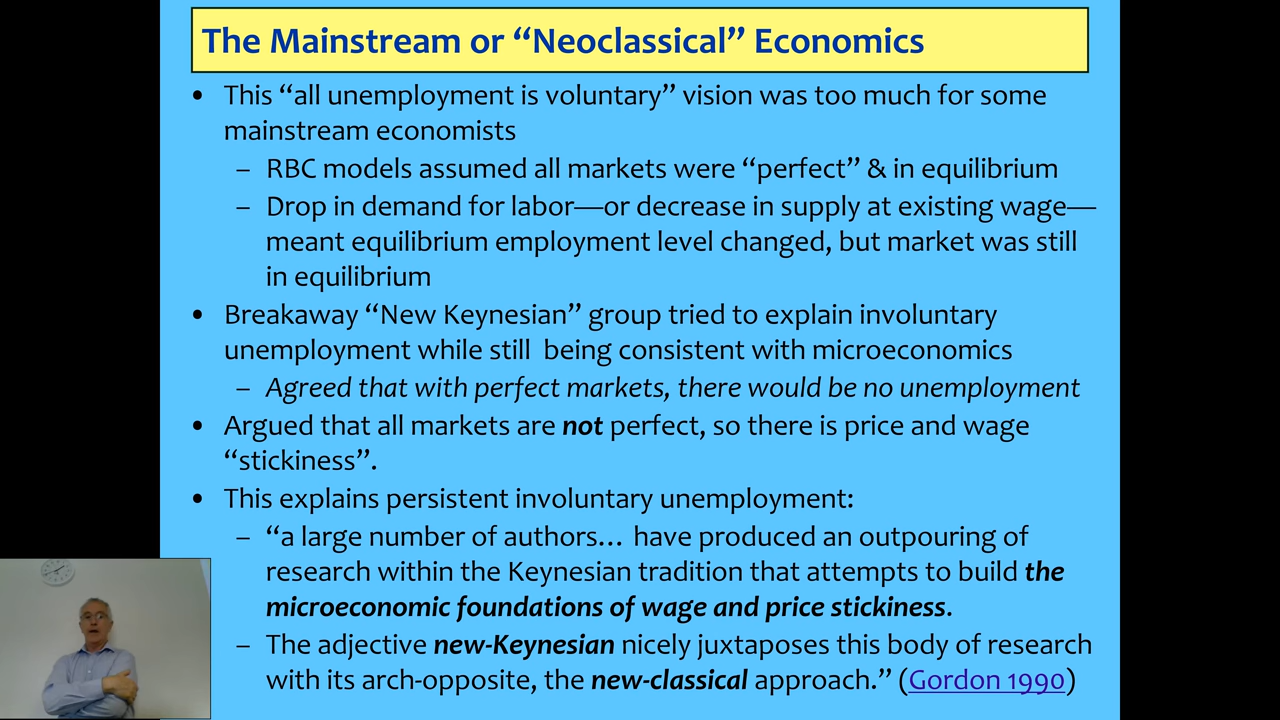 The Mainstream or “Neoclassical” Economics
• This “all unemployment is voluntary” vision was too much for some
mainstream economists
– RBC models assumed all markets were “perfect” & in equilibrium
– Drop in demand for labor—or decrease in supply at existing wage—
meant equilibrium employment level changed, but market was still
in equilibrium
• Breakaway “New Keynesian” group tried to explain involuntary
unemployment while still being consistent with microeconomics
– Agreed that with perfect markets, there would be no unemployment
• Argued that all markets are not perfect, so there is price and wage
“stickiness”.
• This explains persistent involuntary unemployment:
– “a large number of authors… have produced an outpouring of
research within the Keynesian tradition that attempts to build the
microeconomic foundations of wage and price stickiness.
– The adjective new-Keynesian nicely juxtaposes this body of research
with its arch-opposite, the new-classical approach.” (Gordon 1990)